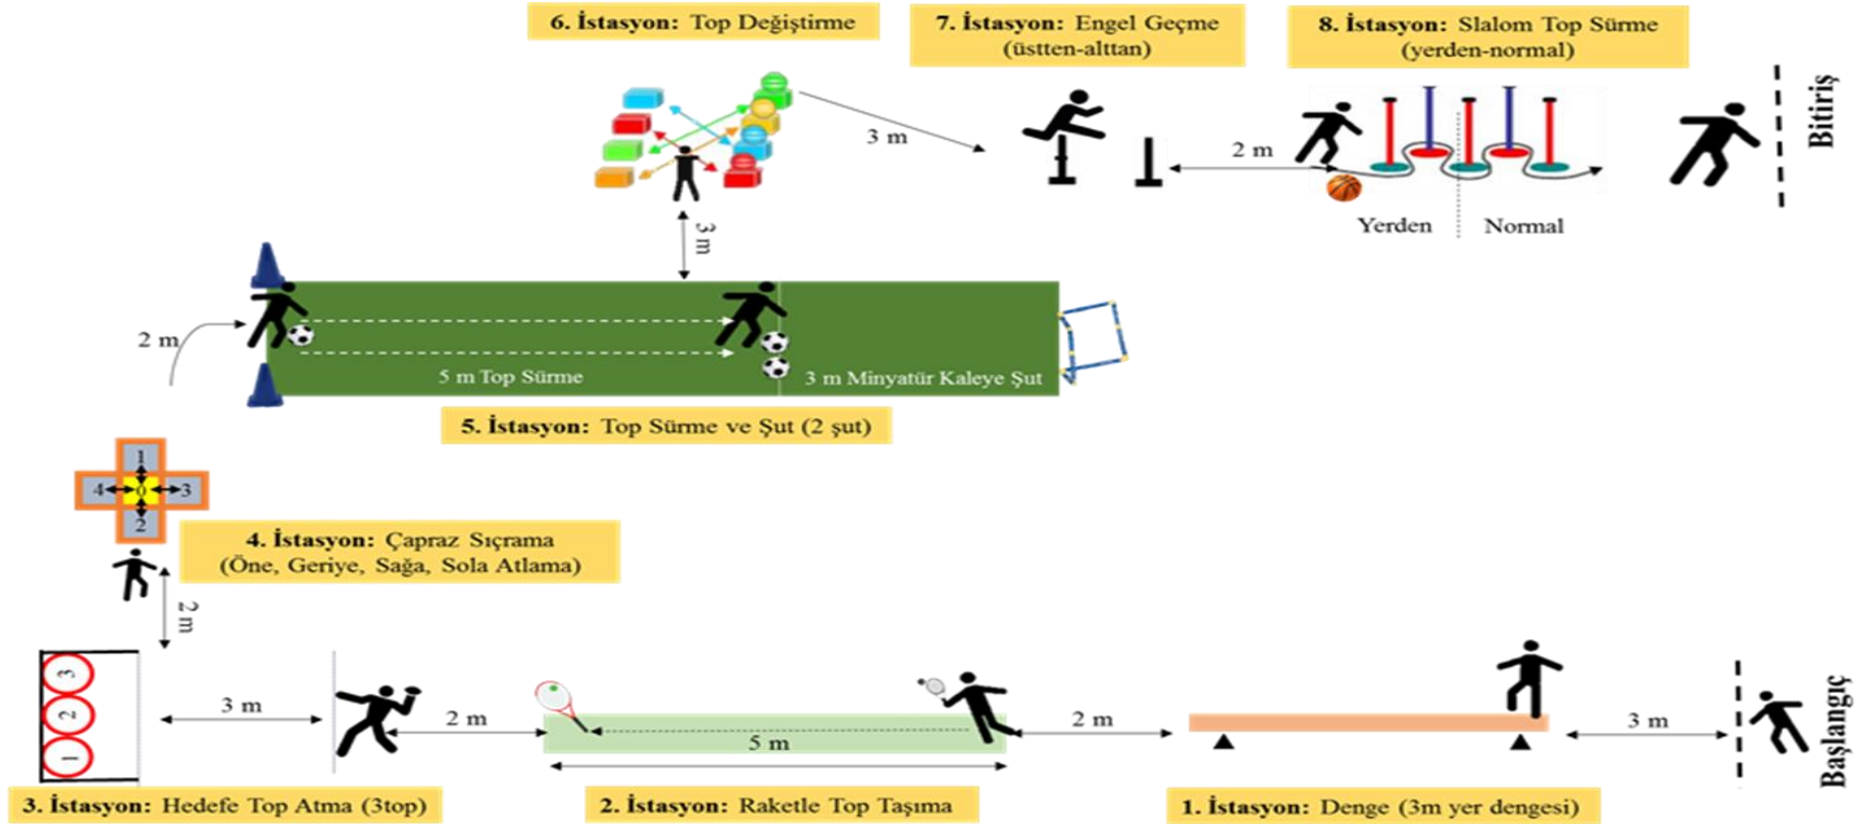 6. İstasyon: Top Değiştirme
7. İstasyon: Engel Geçme
(üstten-alttan)
8. İstasyon: Slalom Top Sürme
(yerden-normal)
Bitiriş
3 m
2 m
Yerden
Normal
3 m
2 m
5 m Top Sürme
3 m Minyatür Kaleye Şut
5. İstasyon: Top Sürme ve Şut (2 şut)
1
4 0 3
2
4. İstasyon: Çapraz Sıçrama
(Öne, Geriye, Sağa, Sola Atlama)
2 m
3
2
1
3 m
2 m
5 m
2 m
3 m
Başlangıç
3. İstasyon: Hedefe Top Atma (3top)
2. İstasyon: Raketle Top Taşıma
1. İstasyon: Denge (3m yer dengesi)